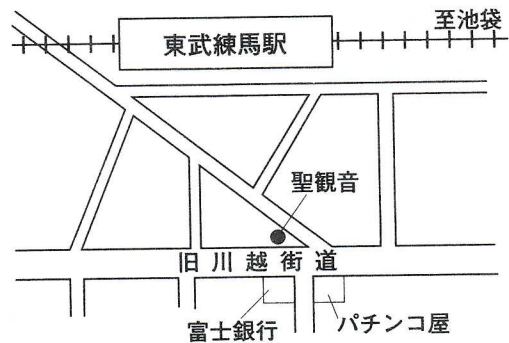 至池袋
東武練馬駅
聖観音
旧川越街道
富士銀行
パチンコ屋